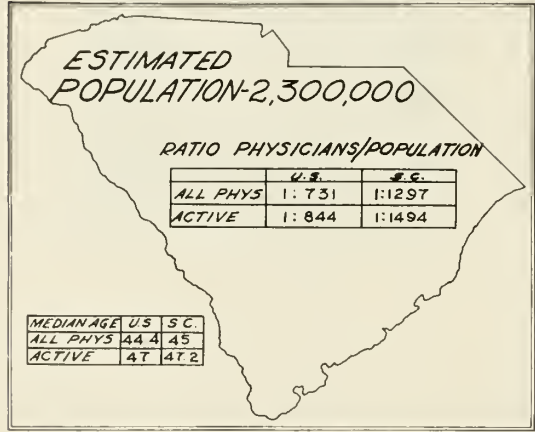 ESTIMATED
POPULATION-2,300,000
RATIO PHYSICIANS/POPULATION
U.S. S.C.
ALL PHYS 1:731 1:1297
ACTIVE 1:844 1:1494
MEDIAN AGE U.S S.C.
ALL PHYS 44.4 45
ACTIVE 47 47.2